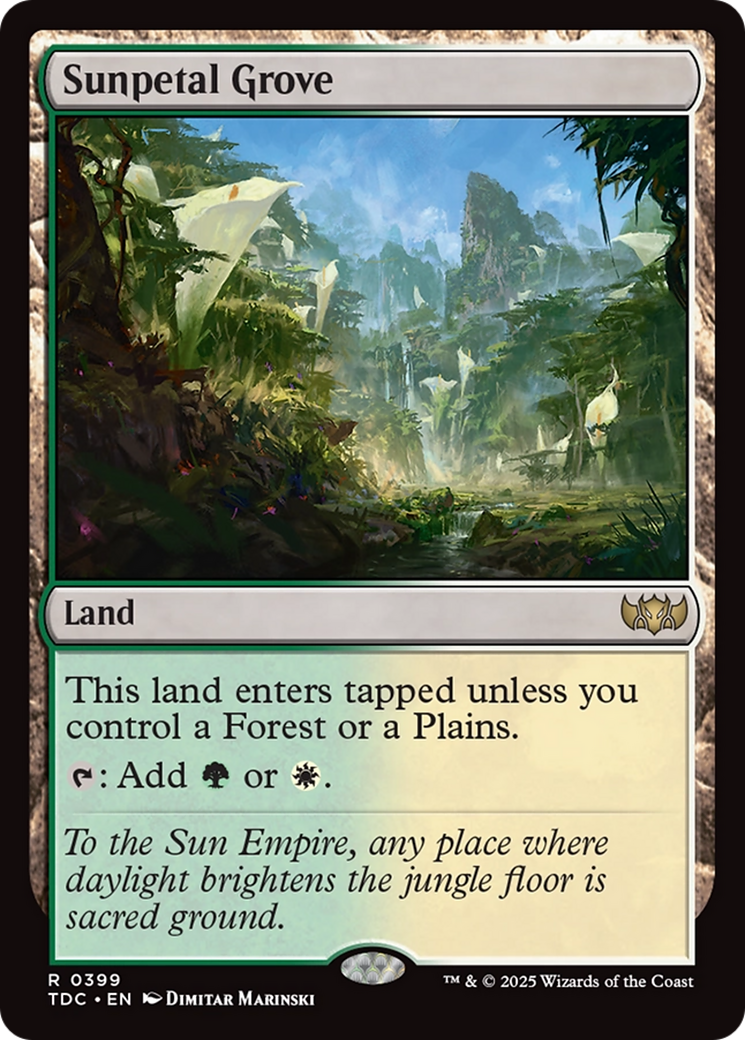 Sunpetal Grove
Land
This land enters tapped unless you
control a Forest or a Plains.
: Add or .
To the Sun Empire, any place where
daylight brightens the jungle floor is
sacred ground.
R 0399
TDC • EN DIMITAR MARINSKI
™ & © 2025 Wizards of the Coast